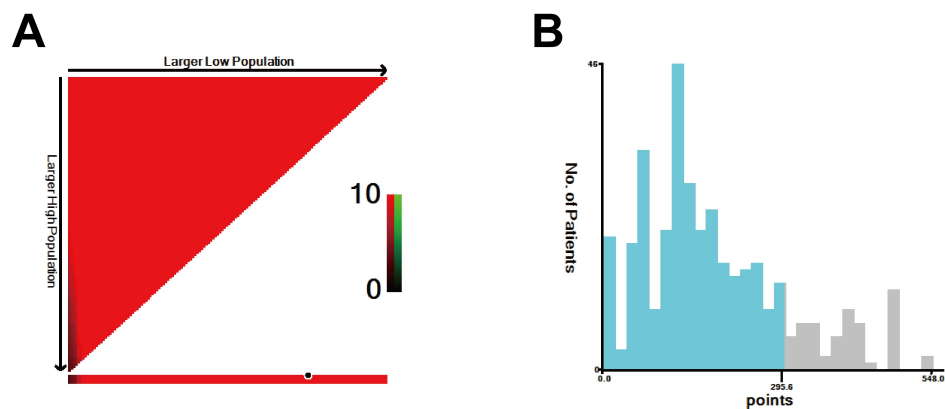 A
Larger Low Population
Larger High Population
10
0
B
46
No. of Patients
0
0.0
295.6
548.0
points